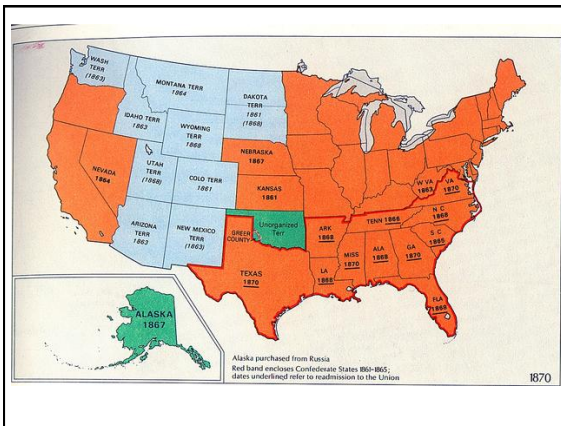 WASH
TERR
(1863)
MONTANA TERR
1864
DAKOTA
TERR
1861
(1868)
IDAHO TERR
1863
WYOMING
TERR
1868
NEBRASKA
1867
NEVADA
1864
UTAH
TERR
(1868)
COLO TERR
1861
KANSAS
1861
W VA
1863
VA
1870
ARIZONA
TERR
1863
NEW MEXICO
TERR
(1863)
GREER
COUNTY
Unorganized
Terr
ARK
1868
TENN 1866
N C
1868
S C
1868
MISS
1870
ALA
1868
GA
1870
LA
1868
TEXAS
1870
FLA
1868
ALASKA
1867
Alaska purchased from Russia
Red band encloses Confederate States 1861-1865;
dates underlined refer to readmission to the Union
1870